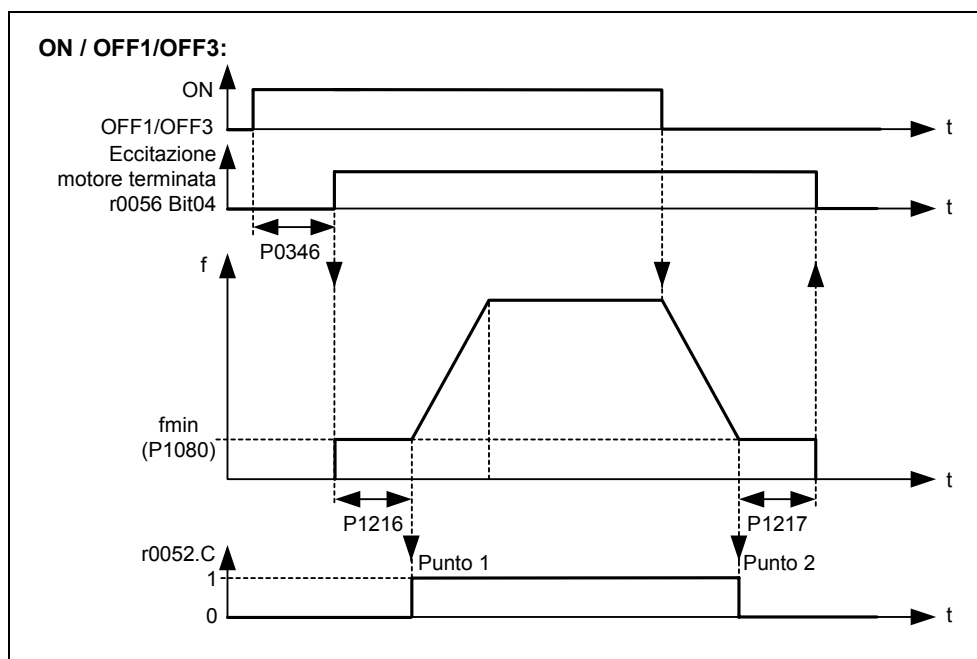 ON / OFF1/OFF3:
ON
OFF1/OFF3
t
Eccitazione
motore terminata
r0056 Bit04
t
P0346
f
fmin
(P1080)
t
P1216
P1217
r0052.C
Punto 1
Punto 2
1
0
t